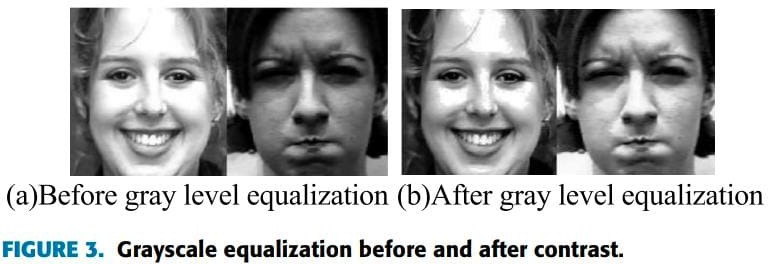 (a)Before gray level equalization (b)After gray level equalization
FIGURE 3. Grayscale equalization before and after contrast.